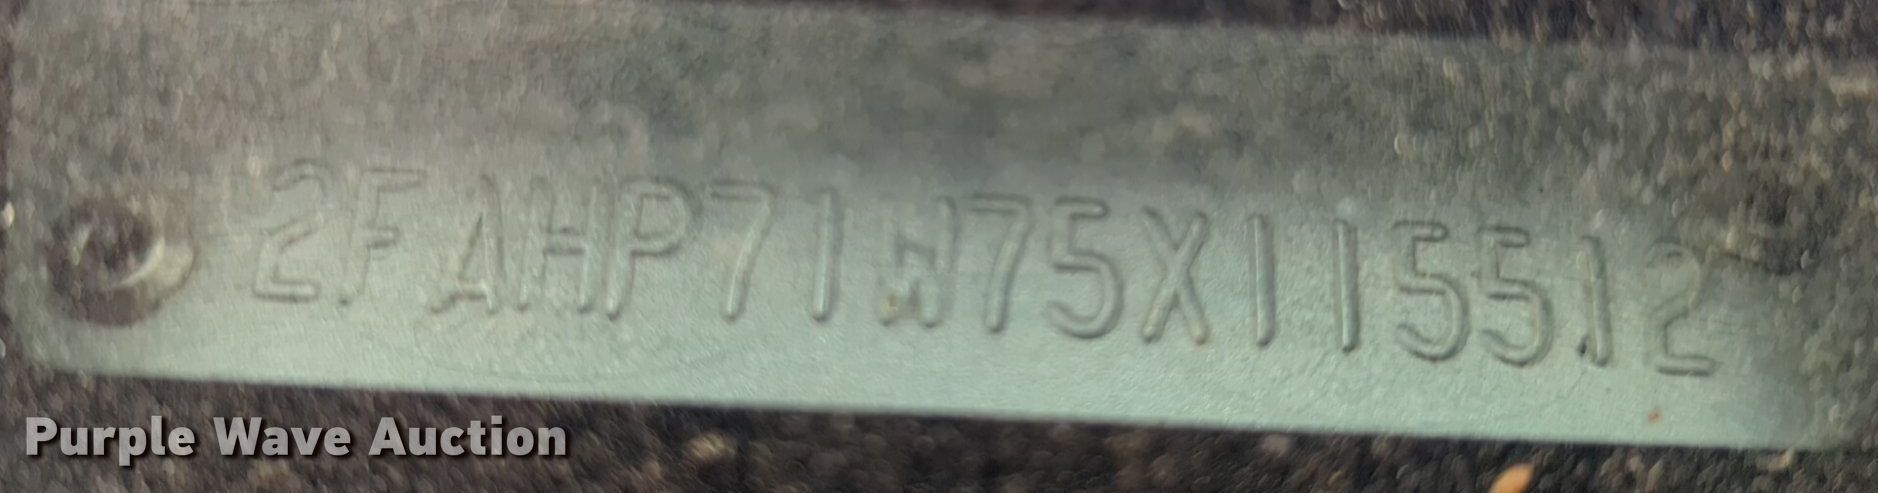 2FAHP71W75X115512
Purple Wave Auction